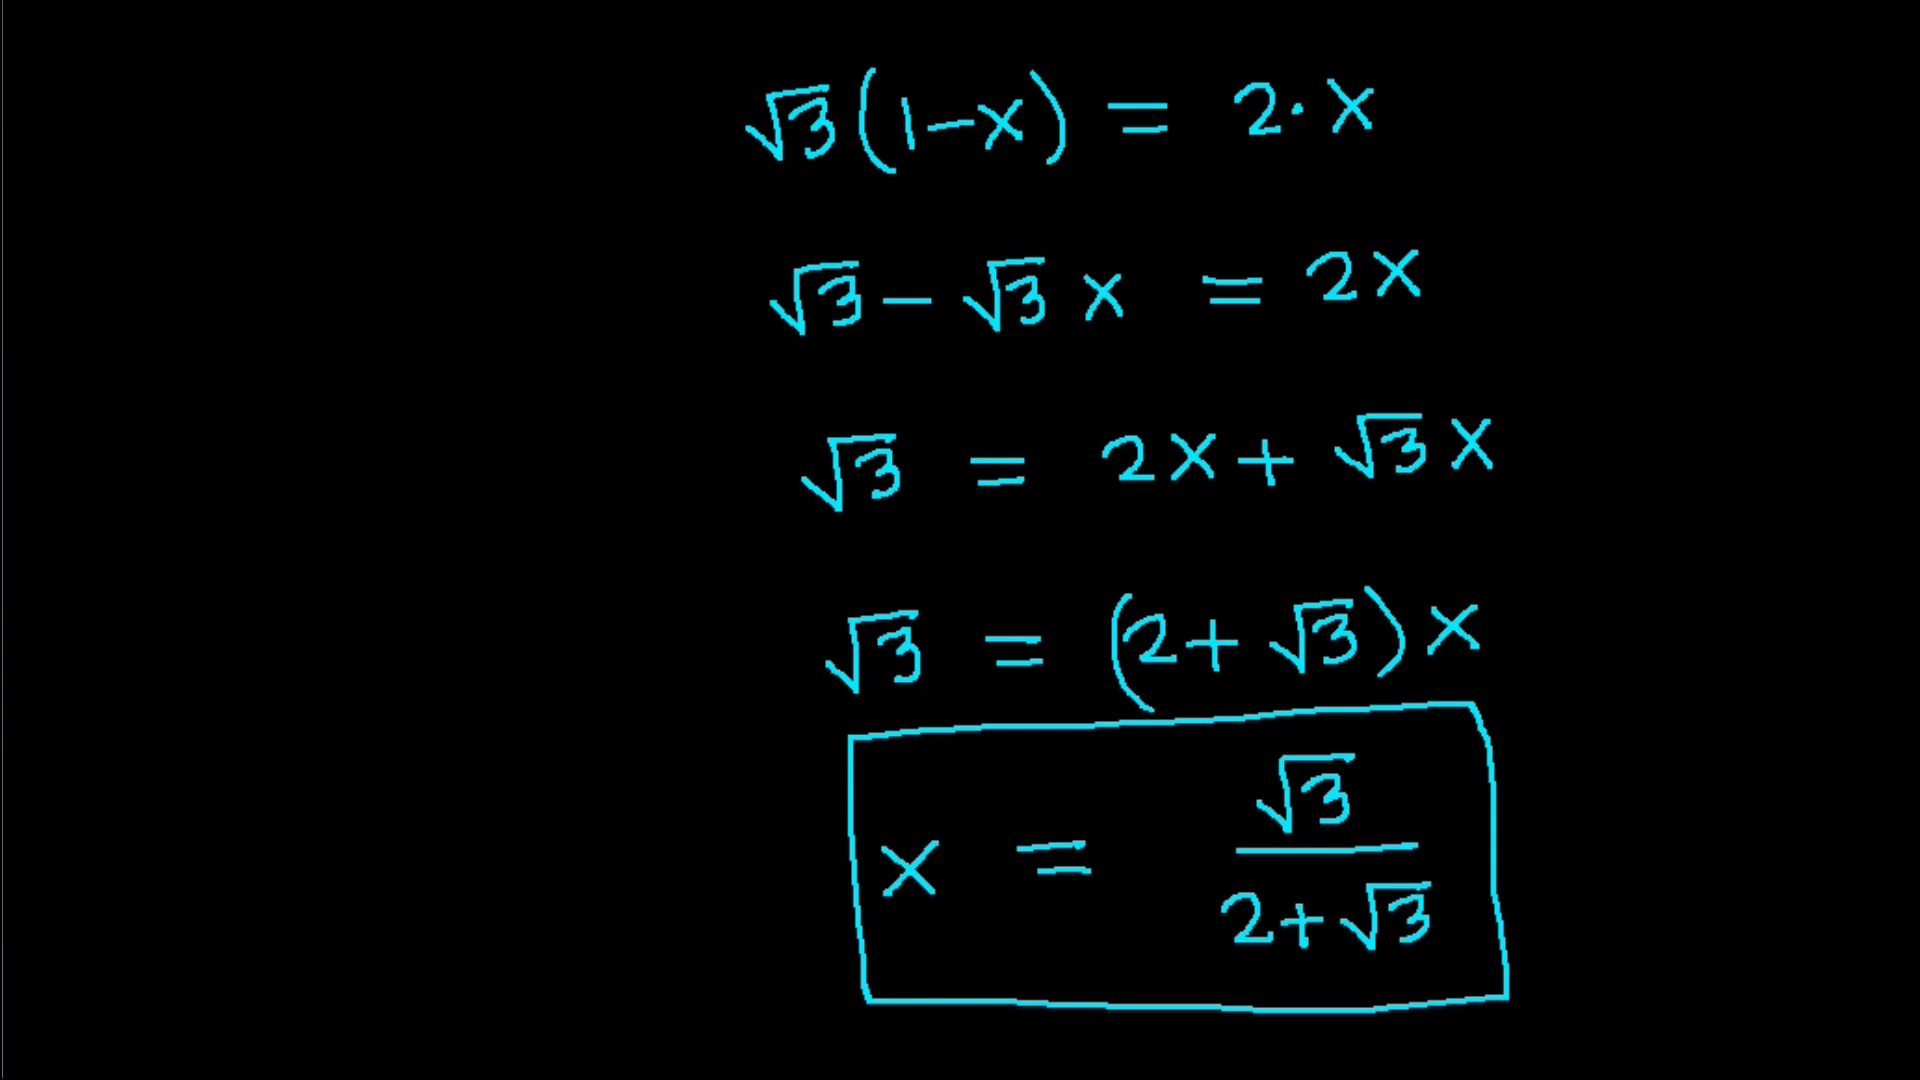 √3(1-x) = 2·x
√3 - √3 x = 2x
√3 = 2x + √3 x
√3 = (2 + √3) x
x = √3 / 2+√3